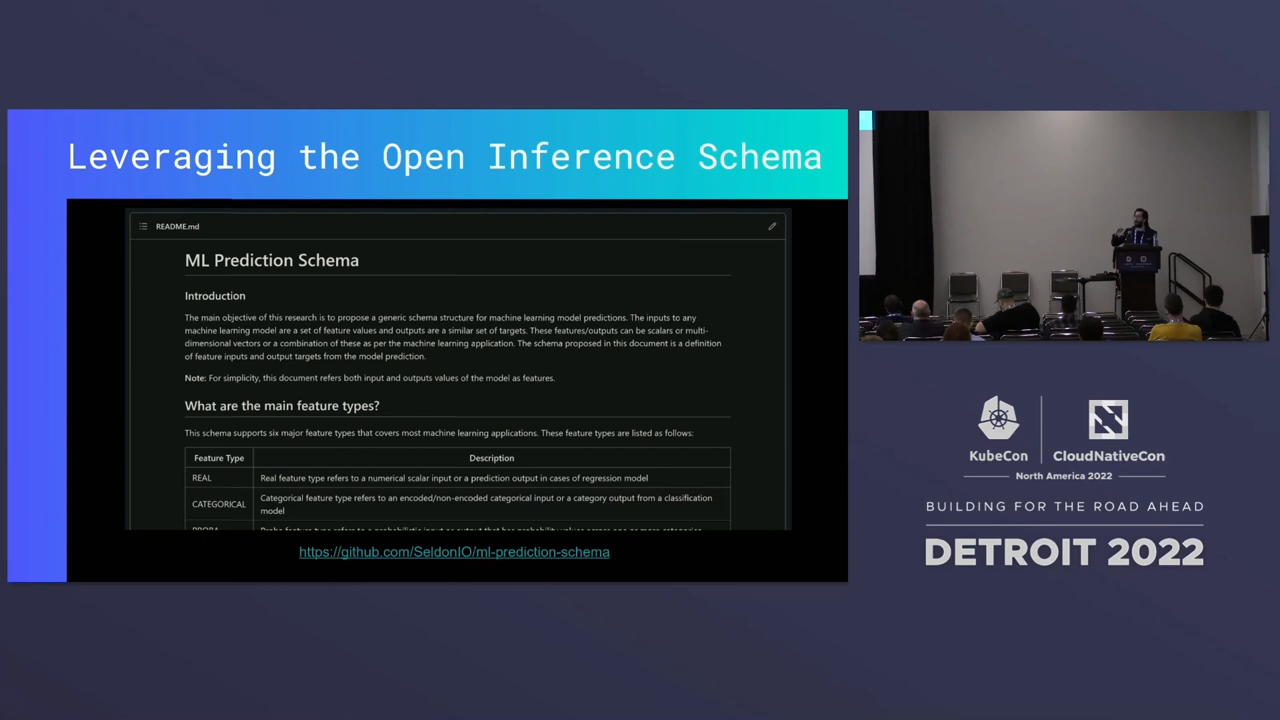 Leveraging the Open Inference Schema
README.md
ML Prediction Schema
Introduction
The main objective of this research is to propose a generic schema structure for machine learning model predictions. The inputs to any
machine learning model are a set of feature values and outputs are a similar set of targets. These features/outputs can be scalars or multi-
dimensional vectors or a combination of these as per the machine learning application. The schema proposed in this document is a definition
of feature inputs and output targets from the model prediction.
Note: For simplicity, this document refers both input and outputs values of the model as features.
What are the main feature types?
This schema supports six major feature types that covers most machine learning applications. These feature types are listed as follows:
Feature Type Description
REAL Real feature type refers to a numerical scalar input or a prediction output in cases of regression model
CATEGORICAL Categorical feature type refers to an encoded/non-encoded categorical input or a category output from a classification
model
https://github.com/SeldonIO/ml-prediction-schema
KubeCon CloudNativeCon
North America 2022
BUILDING FOR THE ROAD AHEAD
DETROIT 2022